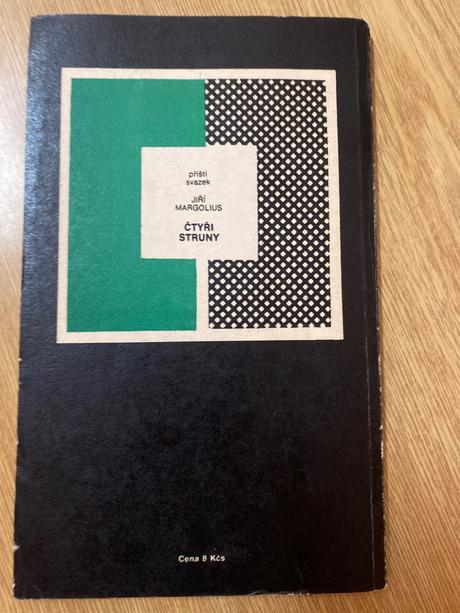 příští
svazek
JIŘÍ
MARGOLIUS
ČTYŘI
STRUNY
Cena 8 Kčs